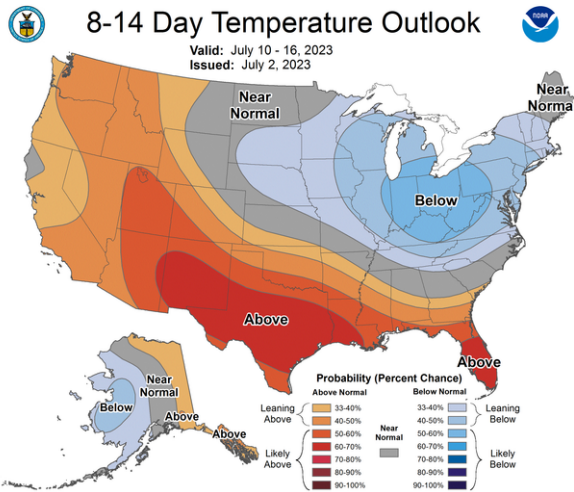 8-14 Day Temperature Outlook
Valid: July 10 - 16, 2023
Issued: July 2, 2023
NOAA
Near
Normal
Near
Norma
Below
Above
Above
Near
Normal
Below
Above
Above
Probability (Percent Chance)
Above Normal
Below Normal
Leaning
Above
33-40%
40-50%
Likely
Above
50-60%
60-70%
70-80%
80-90%
90-100%
Near
Normal
33-40%
40-50%
Leaning
Below
50-60%
60-70%
70-80%
80-90%
90-100%
Likely
Below